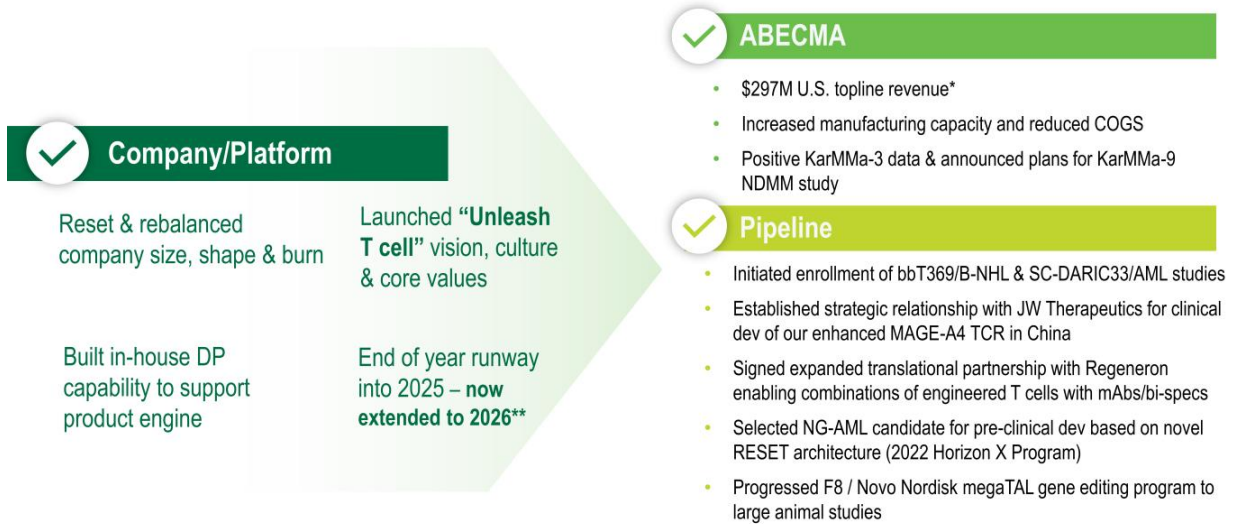 Company/Platform
Reset & rebalanced
company size, shape & burn
Launched “Unleash
T cell” vision, culture
& core values
Built in-house DP
capability to support
product engine
End of year runway
into 2025 – now
extended to 2026**
ABECMA
• $297M U.S. topline revenue*
• Increased manufacturing capacity and reduced COGS
• Positive KarMMa-3 data & announced plans for KarMMa-9
NDMM study
Pipeline
• Initiated enrollment of bbT369/B-NHL & SC-DARIC33/AML studies
• Established strategic relationship with JW Therapeutics for clinical
dev of our enhanced MAGE-A4 TCR in China
• Signed expanded translational partnership with Regeneron
enabling combinations of engineered T cells with mAbs/bi-specs
• Selected NG-AML candidate for pre-clinical dev based on novel
RESET architecture (2022 Horizon X Program)
• Progressed F8 / Novo Nordisk megaTAL gene editing program to
large animal studies